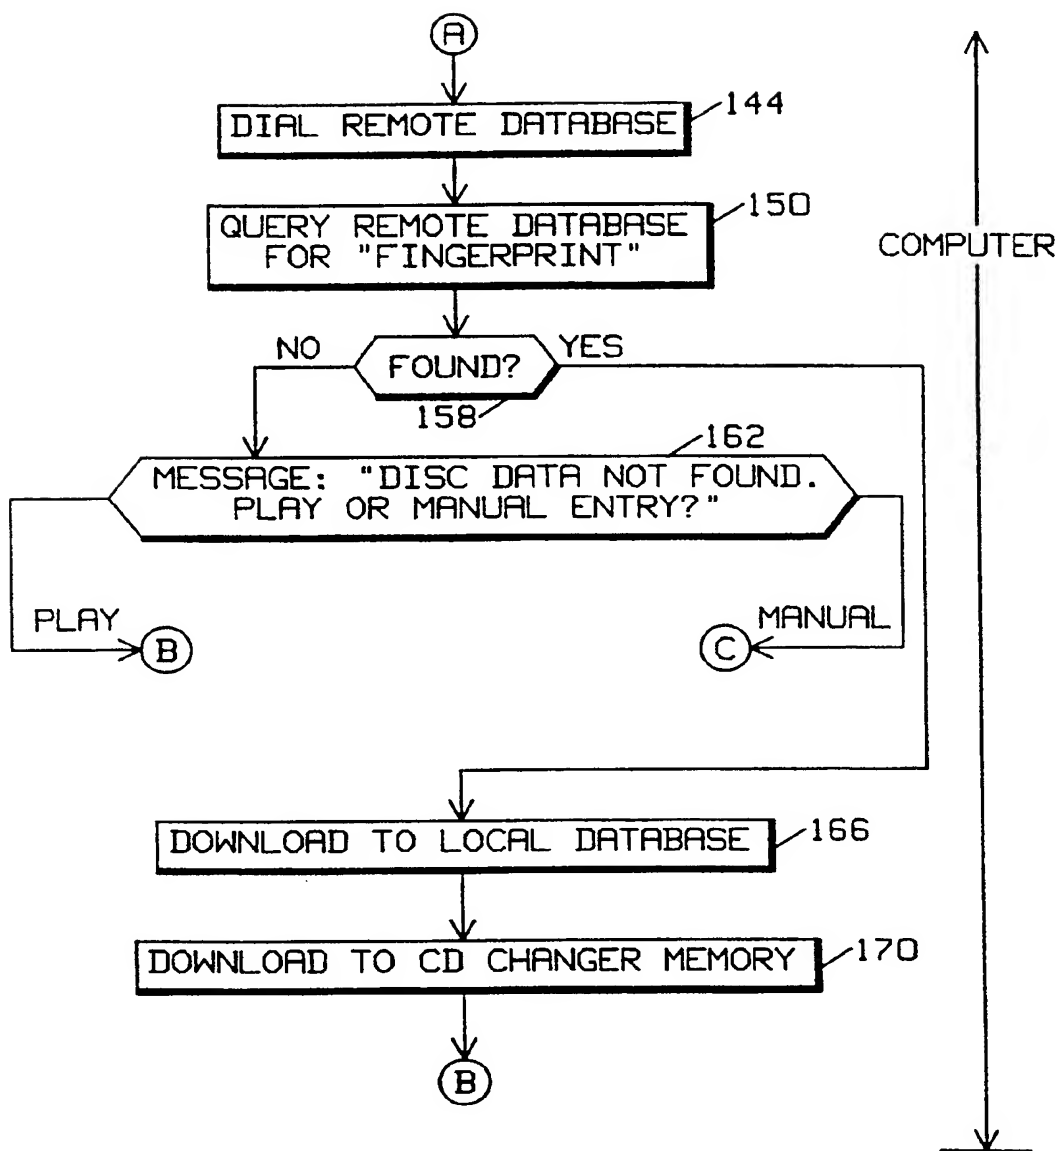 A
DIAL REMOTE DATABASE
144
QUERY REMOTE DATABASE
FOR "FINGERPRINT"
150
COMPUTER
NO
FOUND?
YES
158
162
MESSAGE: "DISC DATA NOT FOUND.
PLAY OR MANUAL ENTRY?"
PLAY
B
MANUAL
C
DOWNLOAD TO LOCAL DATABASE
166
DOWNLOAD TO CD CHANGER MEMORY
170
B